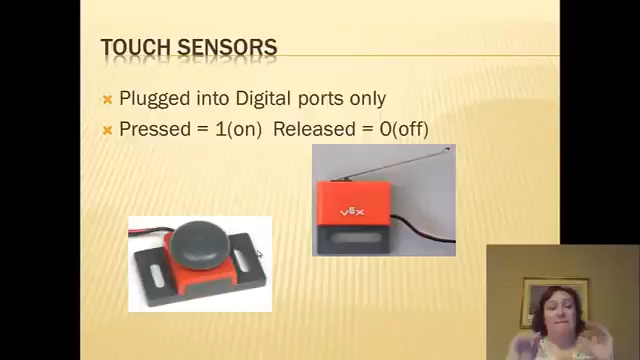 TOUCH SENSORS
Plugged into Digital ports only
Pressed = 1(on) Released = 0(off)
VEX